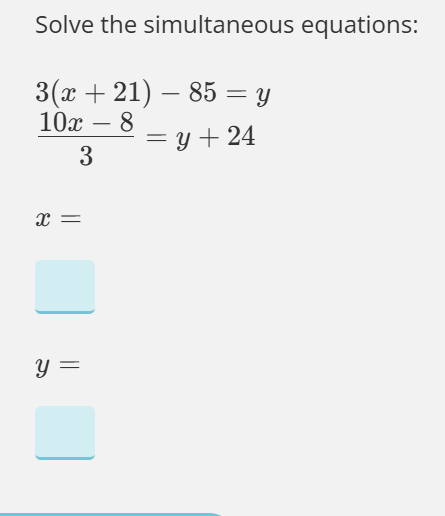 Solve the simultaneous equations:
3(x + 21) − 85 = y
10x − 8
3
= y + 24
x =
y =